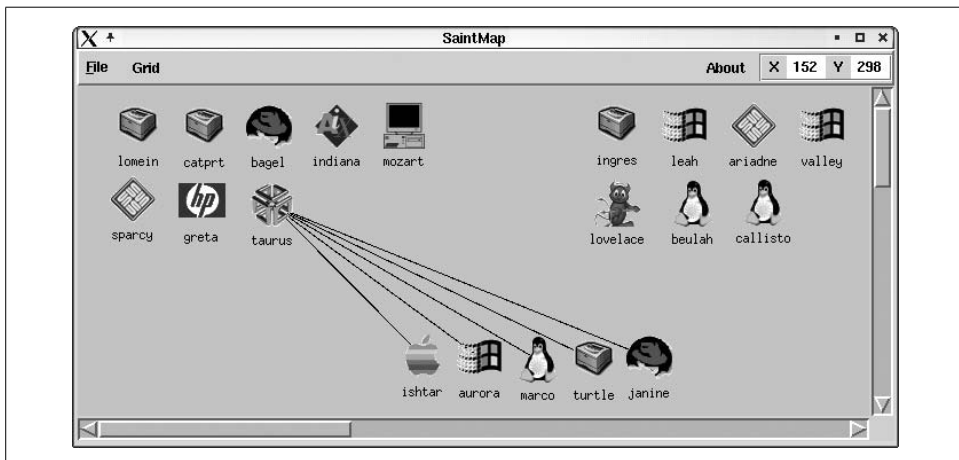 SaintMap
File Grid About X 152 Y 298
lomein catprt bagel indiana mozart ingres leah ariadne valley
hp
sparcy greta taurus lovelace beulah callisto
ishtar aurora marco turtle janine